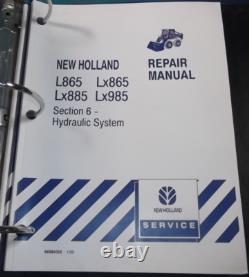 REPAIR
MANUAL
NEW HOLLAND
L865 Lx865
Lx885 Lx985
Section 6 -
Hydraulic System
NEW HOLLAND
SERVICE